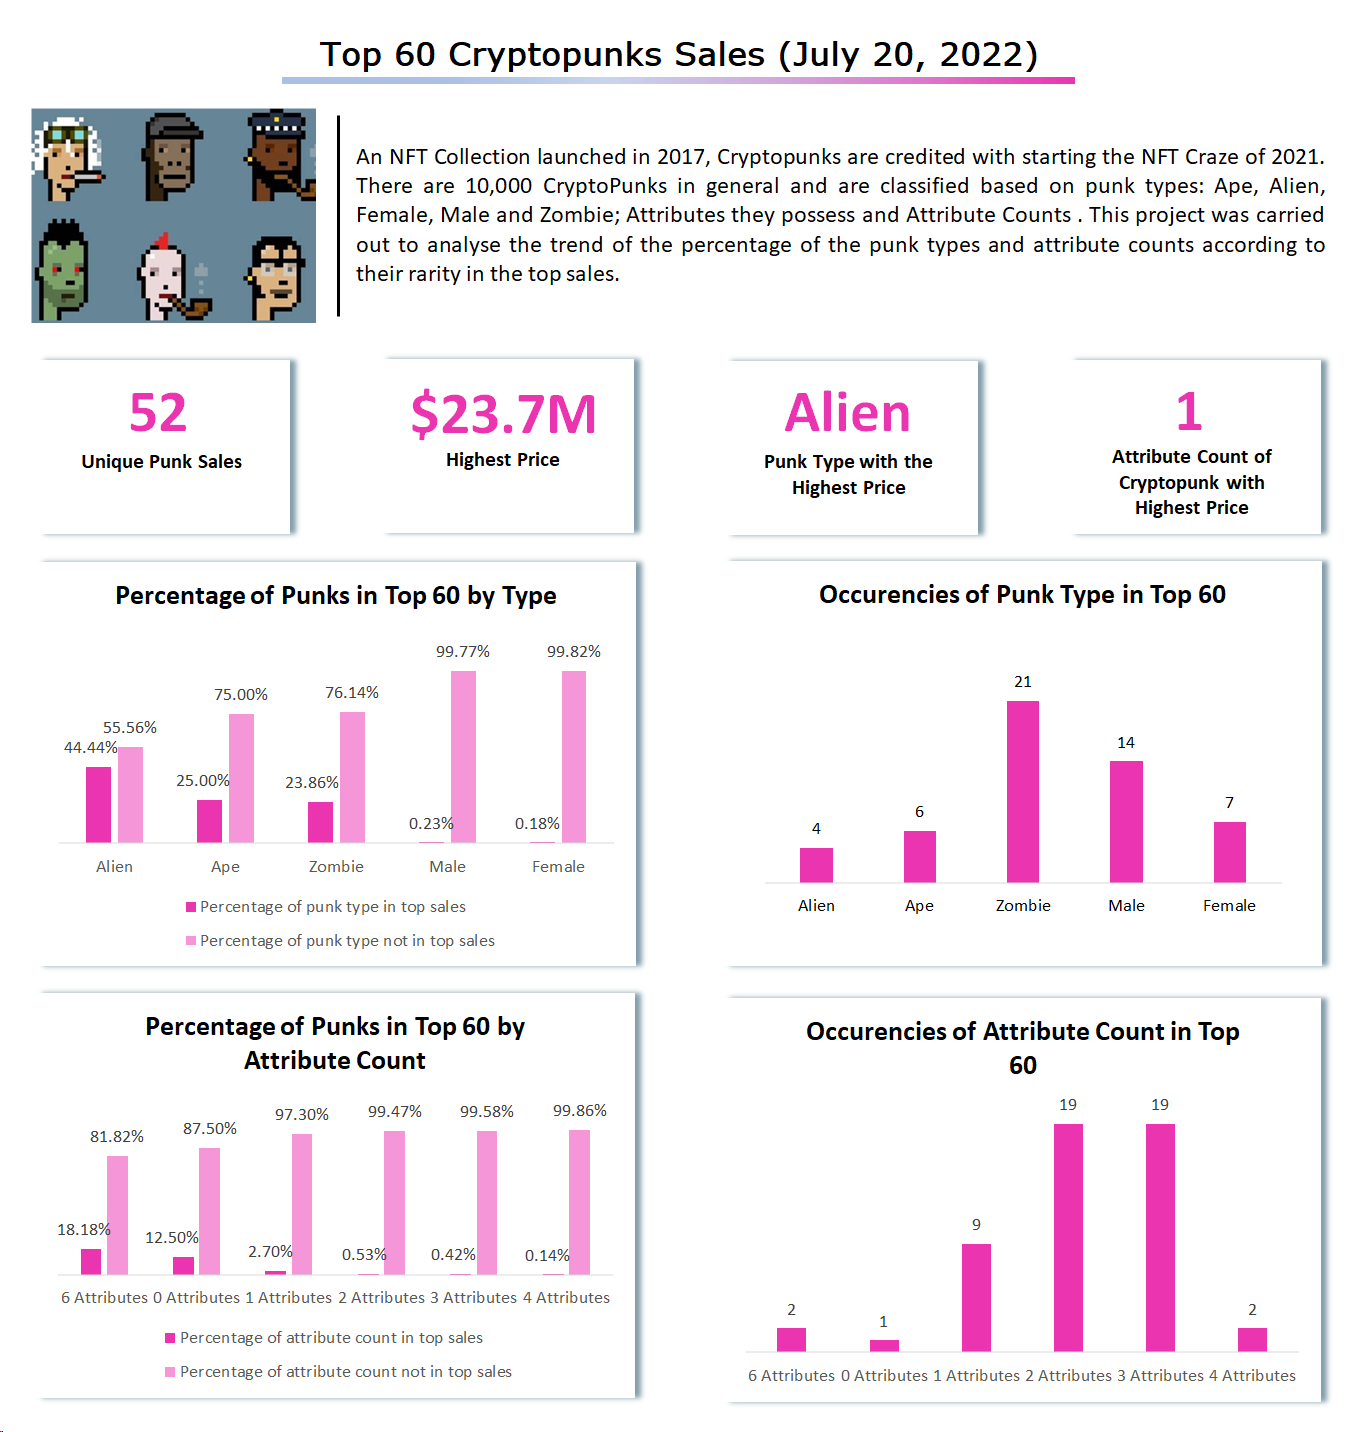 Top 60 Cryptopunks Sales (July 20, 2022)
An NFT Collection launched in 2017, Cryptopunks are credited with starting the NFT Craze of 2021.
There are 10,000 CryptoPunks in general and are classified based on punk types: Ape, Alien,
Female, Male and Zombie; Attributes they possess and Attribute Counts . This project was carried
out to analyse the trend of the percentage of the punk types and attribute counts according to
their rarity in the top sales.
52
Unique Punk Sales
$23.7M
Highest Price
Alien
Punk Type with the
Highest Price
1
Attribute Count of
Cryptopunk with
Highest Price
Percentage of Punks in Top 60 by Type
44.44%
55.56%
25.00%
75.00%
23.86%
76.14%
0.23%
99.77%
0.18%
99.82%
Alien
Ape
Zombie
Male
Female
Percentage of punk type in top sales
Percentage of punk type not in top sales
Occurencies of Punk Type in Top 60
4
6
21
14
7
Alien
Ape
Zombie
Male
Female
Percentage of Punks in Top 60 by
Attribute Count
18.18%
81.82%
12.50%
87.50%
2.70%
97.30%
0.53%
99.47%
0.42%
99.58%
0.14%
99.86%
6 Attributes
0 Attributes
1 Attributes
2 Attributes
3 Attributes
4 Attributes
Percentage of attribute count in top sales
Percentage of attribute count not in top sales
Occurencies of Attribute Count in Top
60
2
1
9
19
19
2
6 Attributes
0 Attributes
1 Attributes
2 Attributes
3 Attributes
4 Attributes